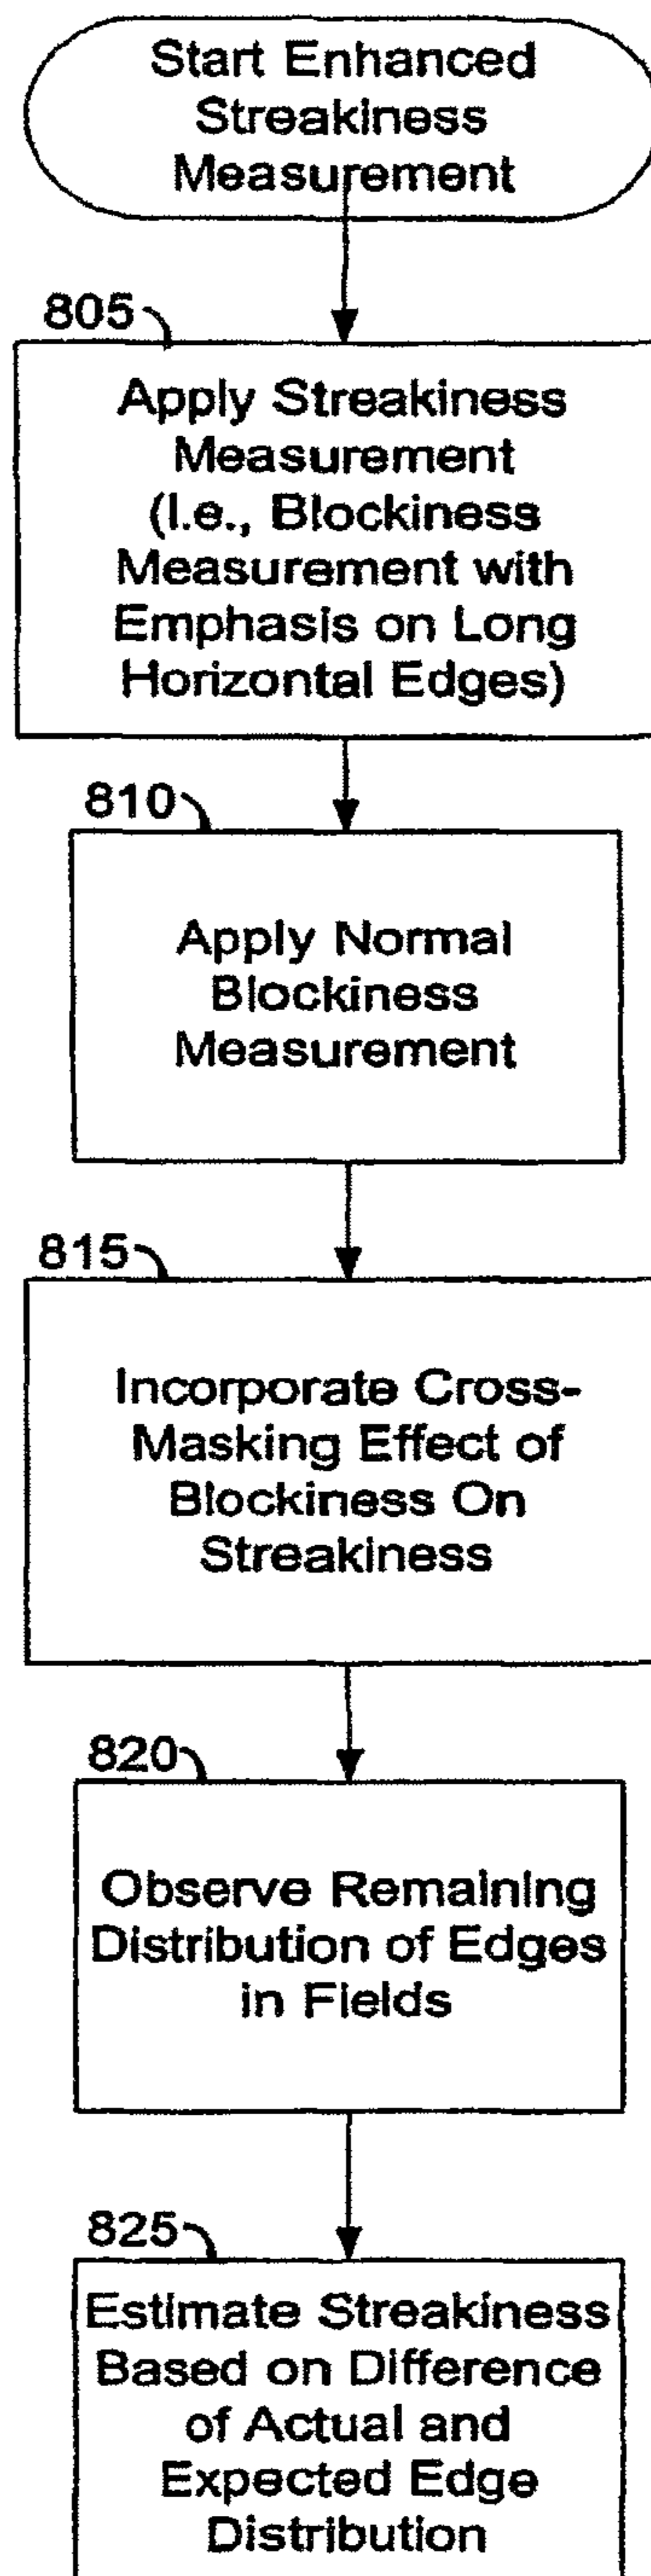 Start Enhanced
Streakiness
Measurement
805
Apply Streakiness
Measurement
(I.e., Blockiness
Measurement with
Emphasis on Long
Horizontal Edges)
810
Apply Normal
Blockiness
Measurement
815
Incorporate Cross-
Masking Effect of
Blockiness On
Streakiness
820
Observe Remaining
Distribution of Edges
in Fields
825
Estimate Streakiness
Based on Difference
of Actual and
Expected Edge
Distribution